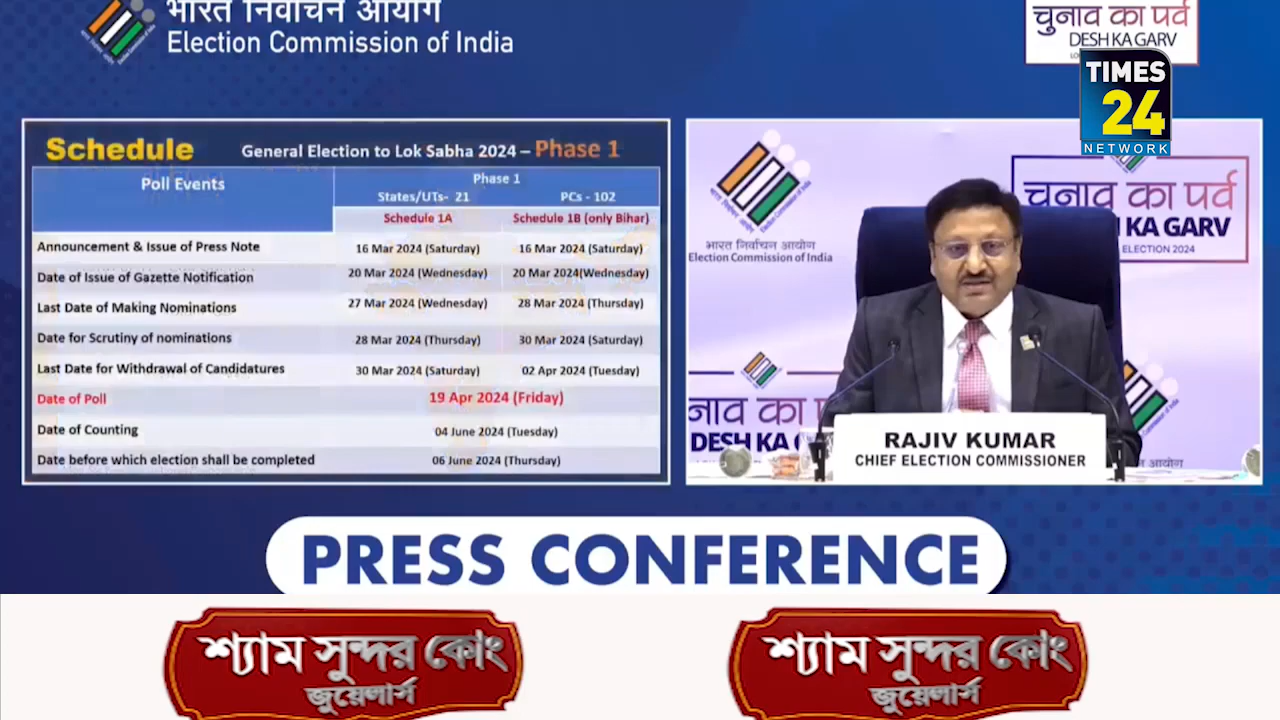 भारत निर्वाचन आयोग
Election Commission of India
चुनाव का पर्व
DESH KA GARV
TIMES
24
NETWORK
Schedule
General Election to Lok Sabha 2024 – Phase 1
Poll Events
Phase 1
States/UTs- 21
PCs - 102
Schedule 1A
Schedule 1B (only Bihar)
Announcement & Issue of Press Note
16 Mar 2024 (Saturday)
16 Mar 2024 (Saturday)
Date of Issue of Gazette Notification
20 Mar 2024 (Wednesday)
20 Mar 2024(Wednesday)
Last Date of Making Nominations
27 Mar 2024 (Wednesday)
28 Mar 2024 (Thursday)
Date for Scrutiny of nominations
28 Mar 2024 (Thursday)
30 Mar 2024 (Saturday)
Last Date for Withdrawal of Candidatures
30 Mar 2024 (Saturday)
02 Apr 2024 (Tuesday)
Date of Poll
19 Apr 2024 (Friday)
Date of Counting
04 June 2024 (Tuesday)
Date before which election shall be completed
06 June 2024 (Thursday)
भारत निर्वाचन आयोग
Election Commission of India
चुनाव का पर्व
H KA GARV
ELECTION 2024
नाव का प
DESH KA G
आयोग
RAJIV KUMAR
CHIEF ELECTION COMMISSIONER
PRESS CONFERENCE
শ্যাম সুন্দর কোং
জুয়েলার্স
শ্যাম সুন্দর কোং
জুয়েলার্স